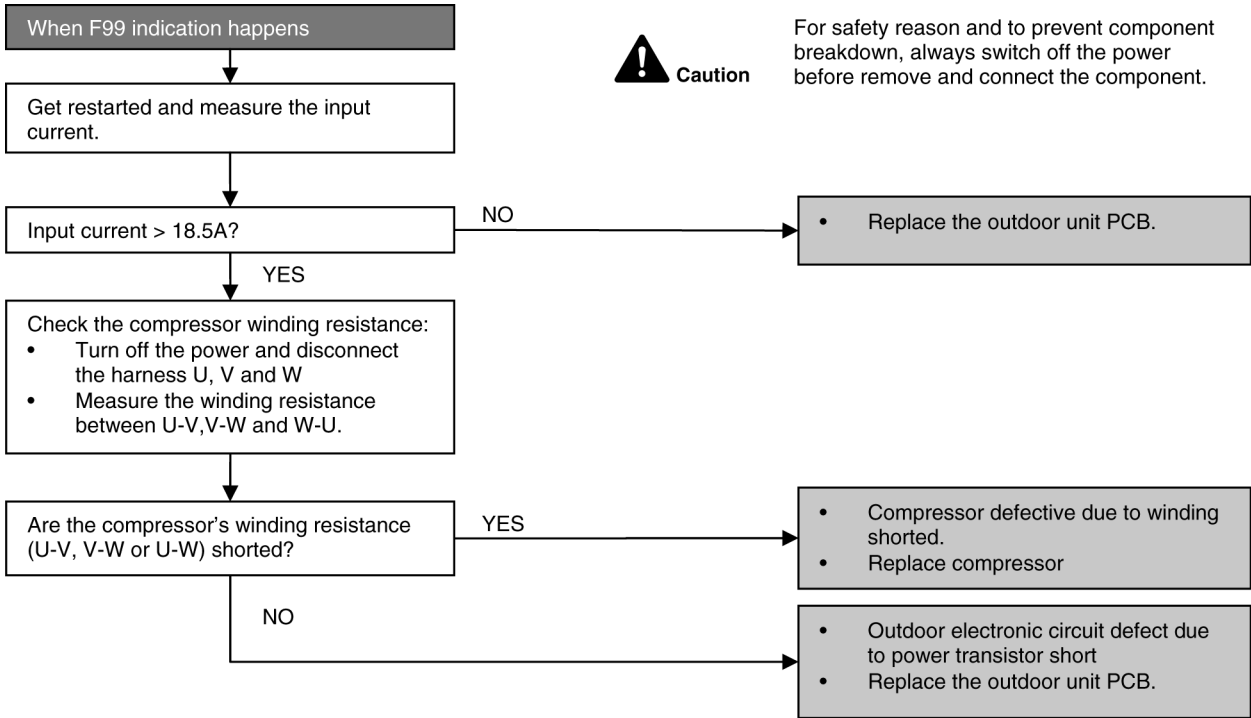 When F99 indication happens
Caution
For safety reason and to prevent component
breakdown, always switch off the power
before remove and connect the component.
Get restarted and measure the input
current.
Input current > 18.5A?
NO
• Replace the outdoor unit PCB.
YES
Check the compressor winding resistance:
• Turn off the power and disconnect
the harness U, V and W
• Measure the winding resistance
between U-V,V-W and W-U.
Are the compressor's winding resistance
(U-V, V-W or U-W) shorted?
YES
• Compressor defective due to winding
shorted.
• Replace compressor
NO
• Outdoor electronic circuit defect due
to power transistor short
• Replace the outdoor unit PCB.